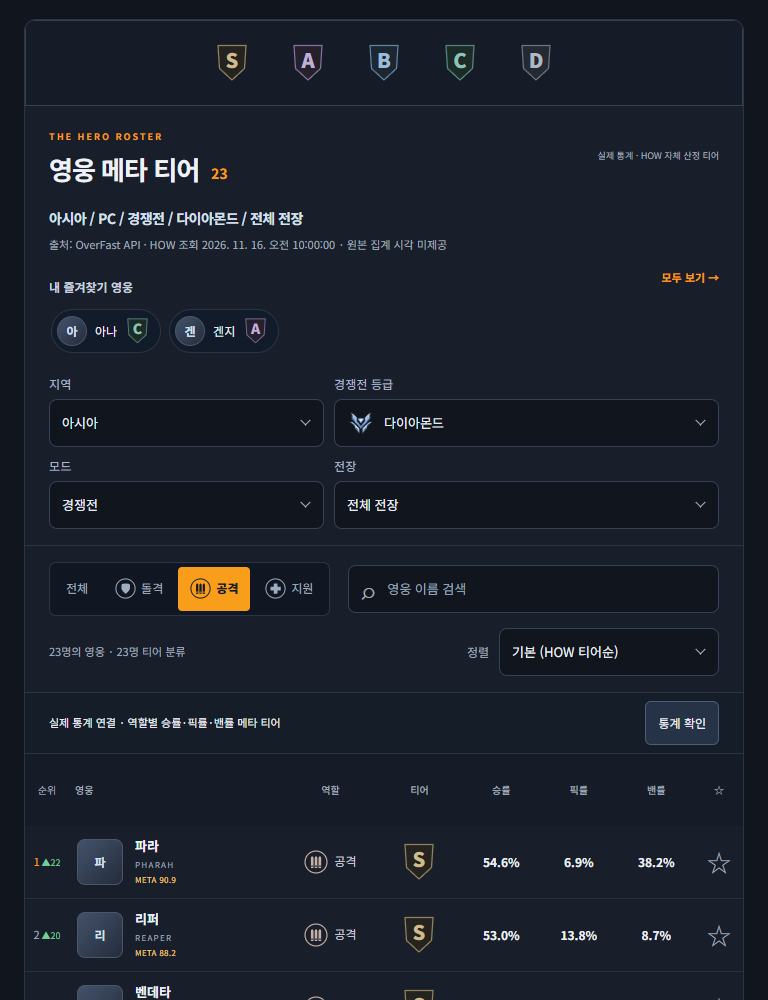 S A B C D
THE HERO ROSTER
영웅 메타 티어 23
실제 통계 · HOW 자체 산정 티어
아시아 / PC / 경쟁전 / 다이아몬드 / 전체 전장
출처: OverFast API · HOW 조회 2026. 11. 16. 오전 10:00:00 · 원본 집계 시각 미제공
내 즐겨찾기 영웅
모두 보기 →
아 아나 C 겐 겐지 A
지역 경쟁전 등급
아시아 다이아몬드
모드 전장
경쟁전 전체 전장
전체 돌격 공격 지원 영웅 이름 검색
23명의 영웅 · 23명 티어 분류 정렬 기본 (HOW 티어순)
실제 통계 연결 · 역할별 승률·픽률·밴률 메타 티어 통계 확인
순위 영웅 역할 티어 승률 픽률 밴률 ☆
1 ▲22 파 파라 PHARAH META 90.9 공격 S 54.6% 6.9% 38.2% ☆
2 ▲20 리 리퍼 REAPER META 88.2 공격 S 53.0% 13.8% 8.7% ☆
벤데타